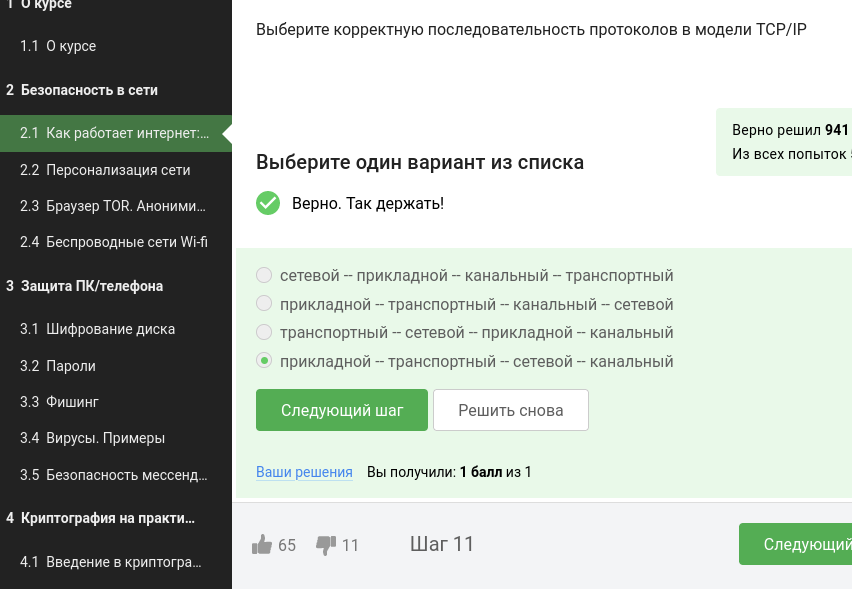 1 О курсе
1.1 О курсе
2 Безопасность в сети
2.1 Как работает интернет:...
2.2 Персонализация сети
2.3 Браузер TOR. Анонími...
2.4 Беспроводные сети Wi-fi
3 Защита ПК/телефона
3.1 Шифрование диска
3.2 Пароли
3.3 Фишинг
3.4 Вирусы. Примеры
3.5 Безопасность мессенд...
4 Криптография на практи...
4.1 Введение в криптогра...
Выберите корректную последовательность протоколов в модели TCP/IP
Верно решил 941
Из всех попыток
Выберите один вариант из списка
Верно. Так держать!
сетевой -- прикладной -- канальный -- транспортный
прикладной -- транспортный -- канальный -- сетевой
транспортный -- сетевой -- прикладной -- канальный
прикладной -- транспортный -- сетевой -- канальный
Следующий шаг
Решить снова
Ваши решения Вы получили: 1 балл из 1
65 11 Шаг 11
Следующий